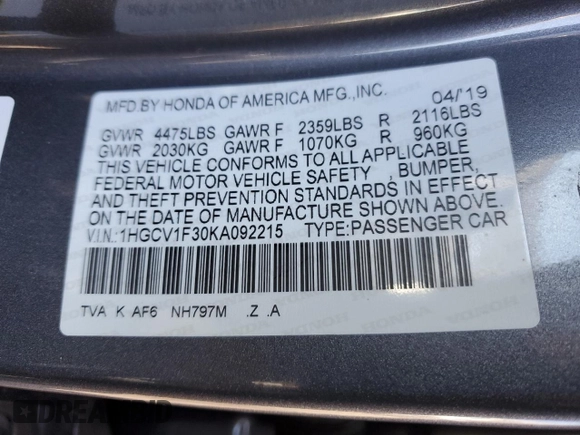 MFD.BY HONDA OF AMERICA MFG.,INC. 04/'19
GVWR 4475LBS GAWR F 2359LBS R 2116LBS
GVWR 2030KG GAWR F 1070KG R 960KG
THIS VEHICLE CONFORMS TO ALL APPLICABLE
FEDERAL MOTOR VEHICLE SAFETY , BUMPER,
AND THEFT PREVENTION STANDARDS IN EFFECT
ON THE DATE OF MANUFACTURE SHOWN ABOVE.
V.I.N.:1HGCV1F30KA092215 TYPE:PASSENGER CAR
TVA K AF6 NH797M .Z .A